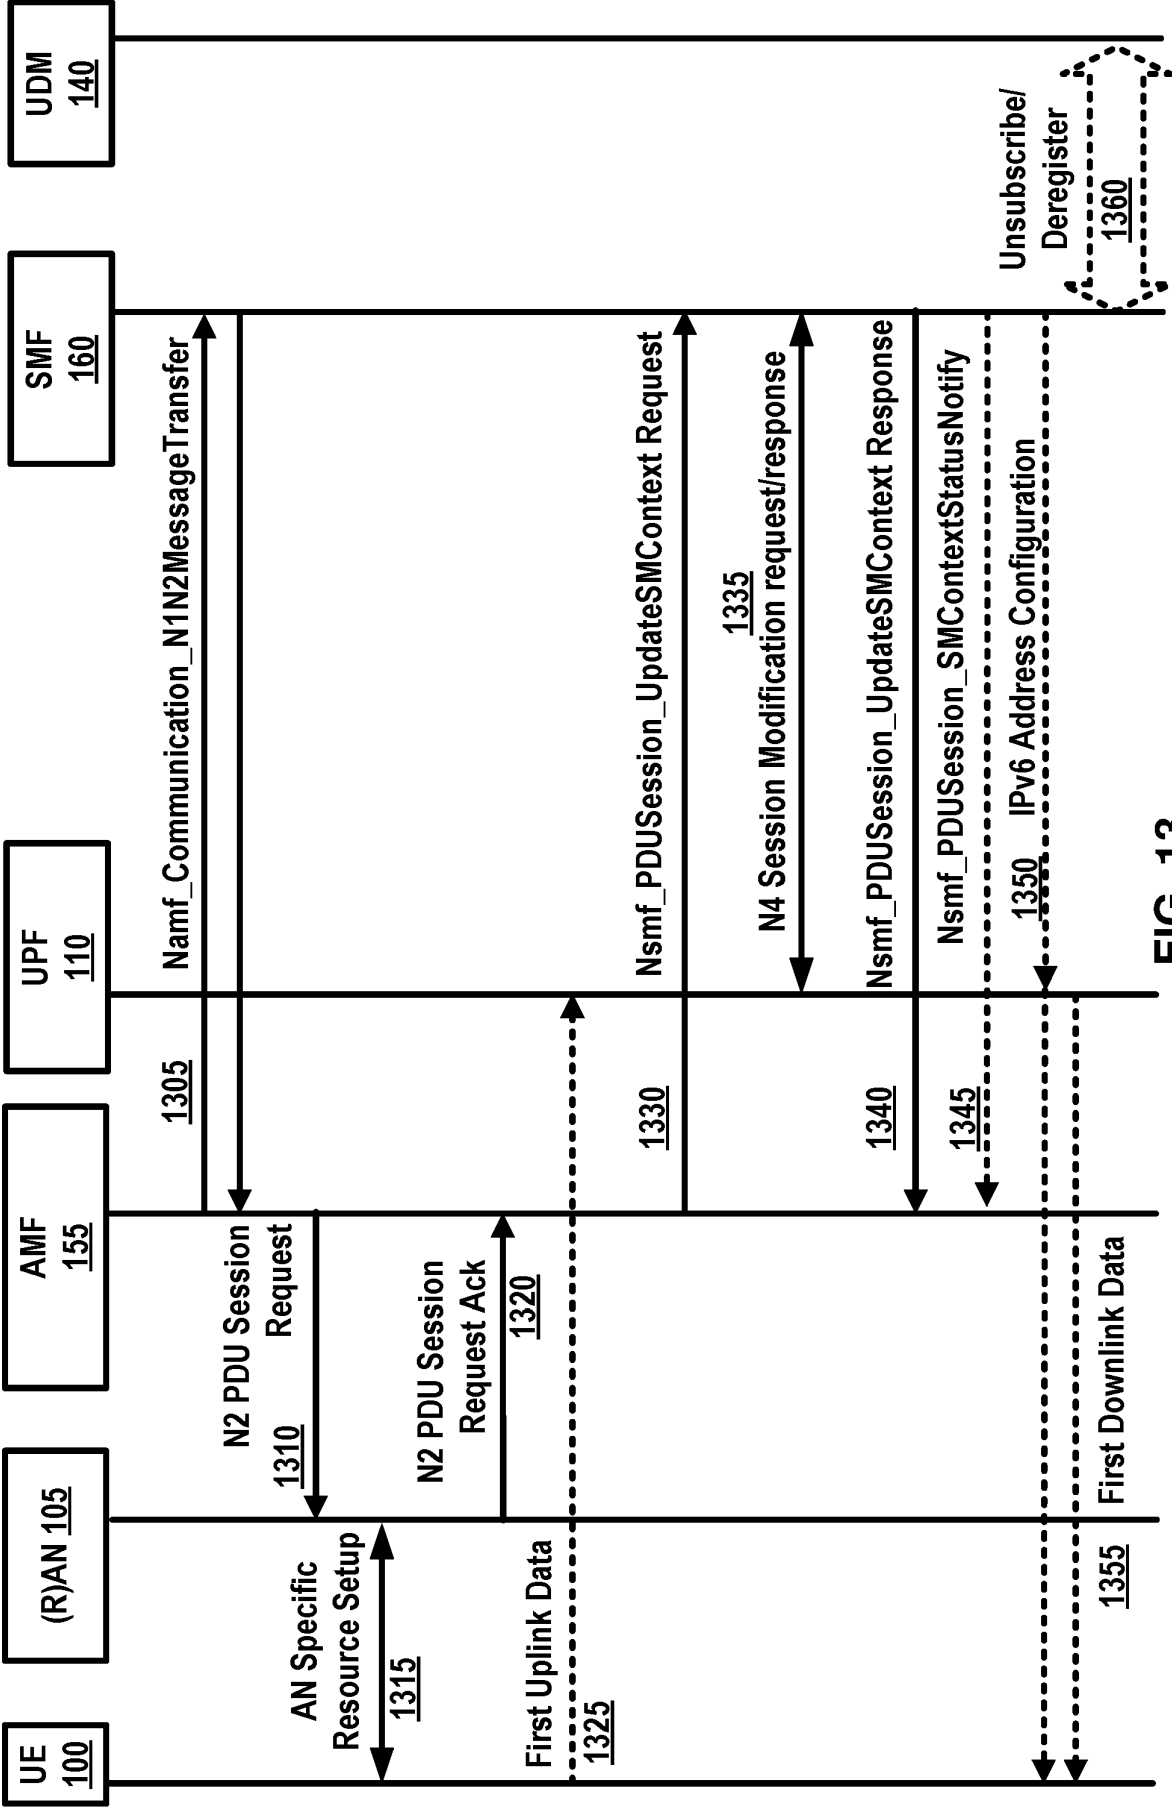 UE
100
(R)AN 105
AMF
155
UPF
110
SMF
160
UDM
140
1305
Namf_Communication_N1N2MessageTransfer
N2 PDU Session
Request
1310
AN Specific
Resource Setup
1315
N2 PDU Session
Request Ack
1320
First Uplink Data
1325
1330
Nsmf_PDUSession_UpdateSMContext Request
1335
N4 Session Modification request/response
1340
Nsmf_PDUSession_UpdateSMContext Response
1345
Nsmf_PDUSession_SMContextStatusNotify
1350
IPv6 Address Configuration
First Downlink Data
1355
Unsubscribe/
Deregister
1360
FIG. 13